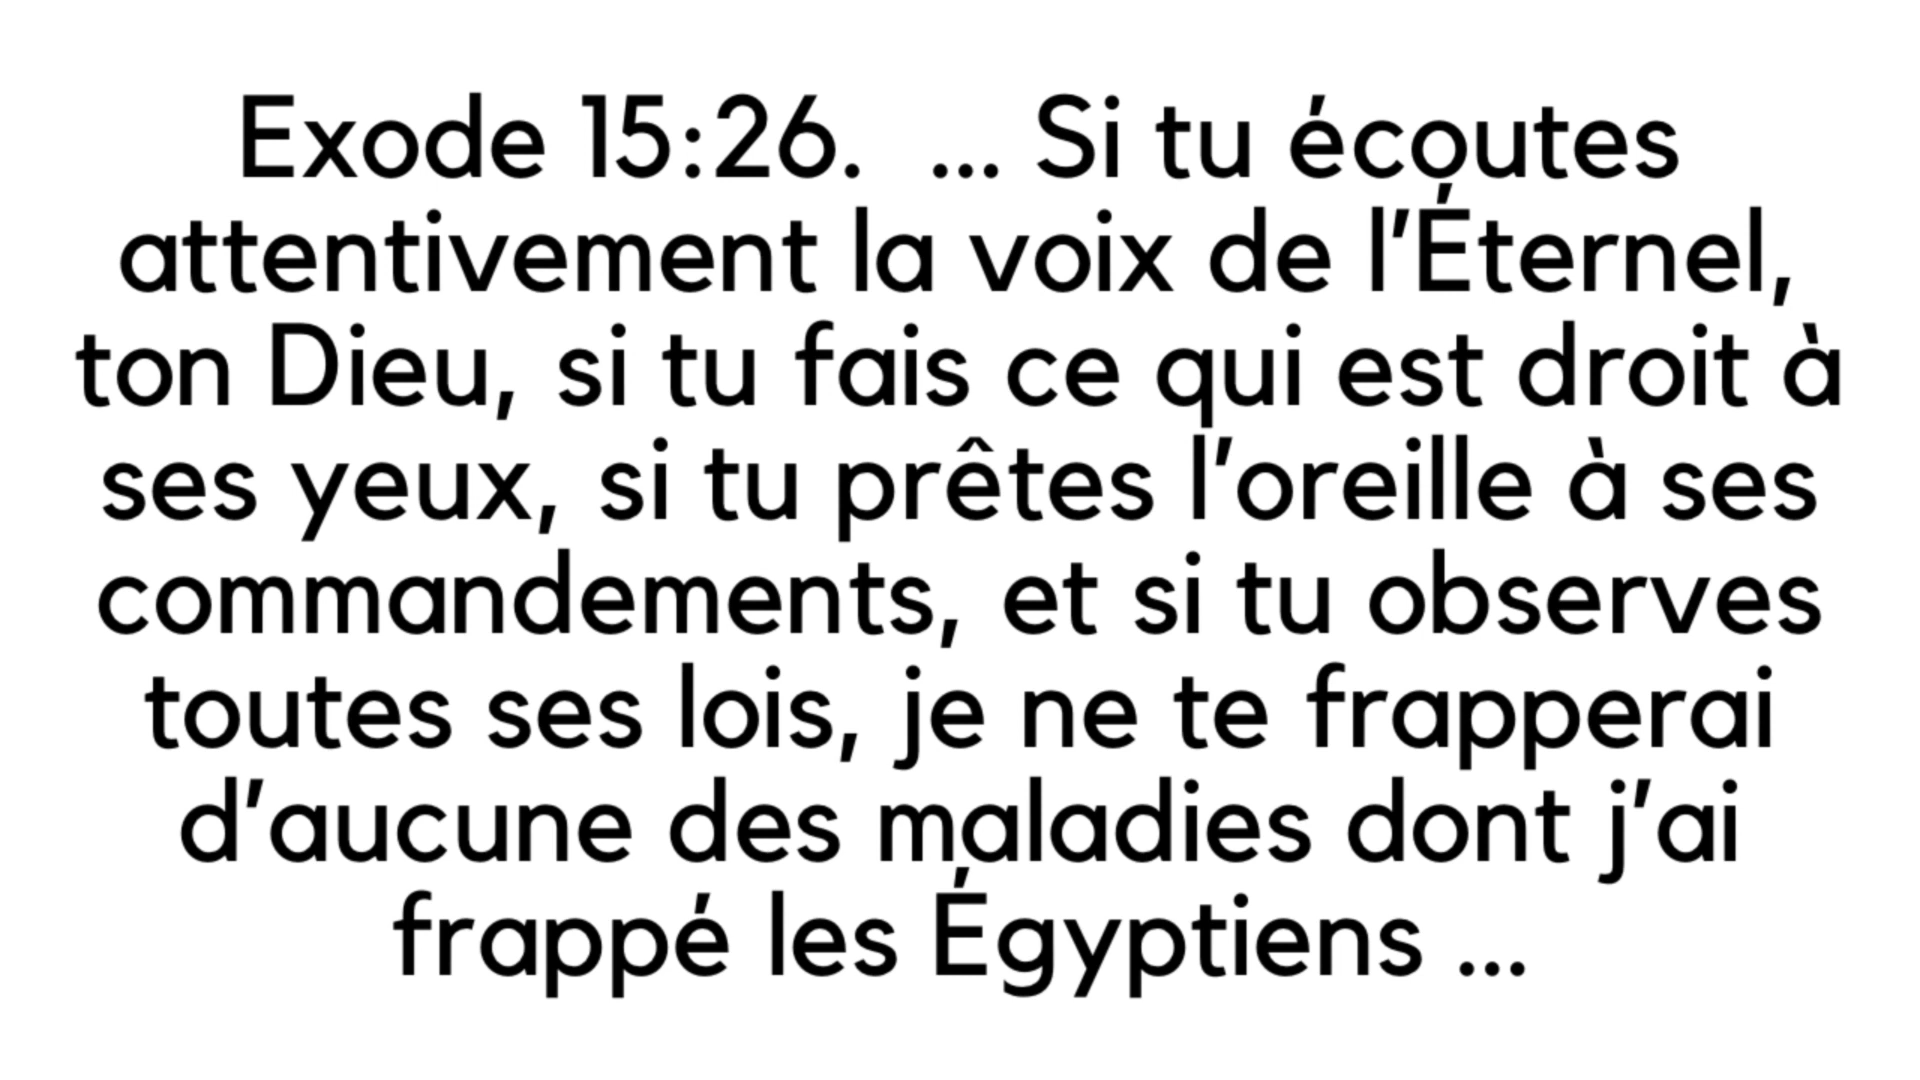 Exode 15:26.  ... Si tu écoutes
attentivement la voix de l’Éternel,
ton Dieu, si tu fais ce qui est droit à
ses yeux, si tu prêtes l’oreille à ses
commandements, et si tu observes
toutes ses lois, je ne te frapperai
d’aucune des maladies dont j’ai
frappé les Égyptiens ...